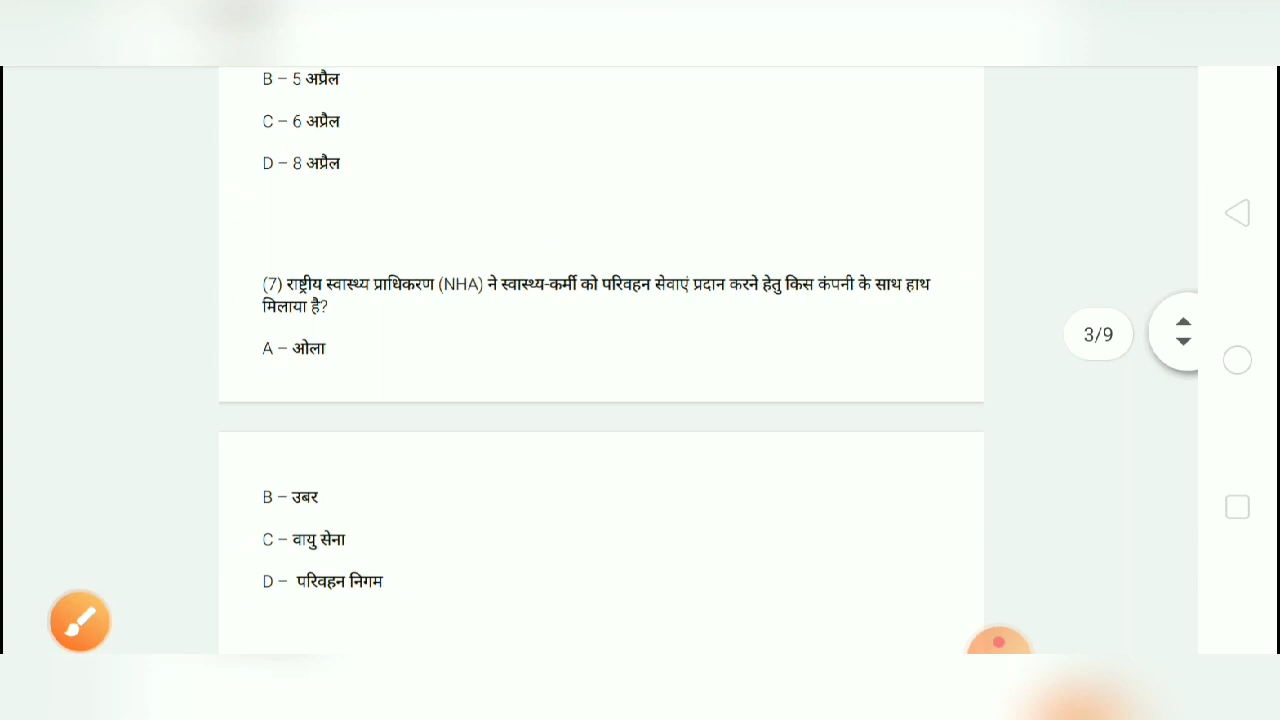 B – 5 अप्रैल
C – 6 अप्रैल
D – 8 अप्रैल
(7) राष्ट्रीय स्वास्थ्य प्राधिकरण (NHA) ने स्वास्थ्य-कर्मी को परिवहन सेवाएं प्रदान करने हेतु किस कंपनी के साथ हाथ
मिलाया है?
A – ओला
3/9
B – उबर
C – वायु सेना
D – परिवहन निगम